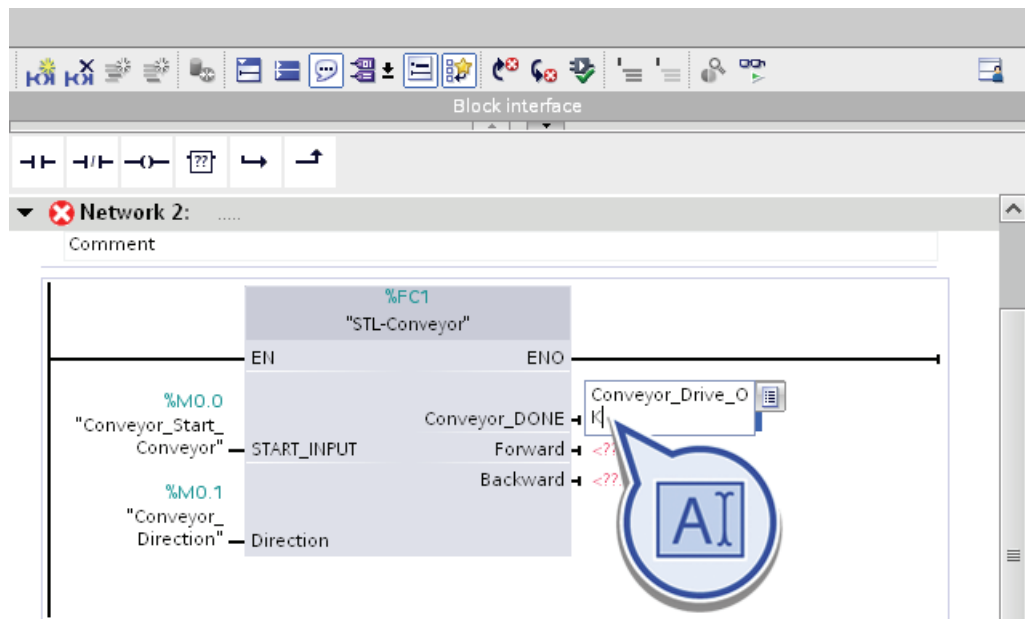 Block interface
??
Network 2: .....
Comment
%FC1
"STL-Conveyor"
EN ENO
%M0.0
"Conveyor_Start_
Conveyor"
START_INPUT
%M0.1
"Conveyor_
Direction"
Direction
Conveyor_DONE
Conveyor_Drive_O
K
Forward <??
Backward <??.
A